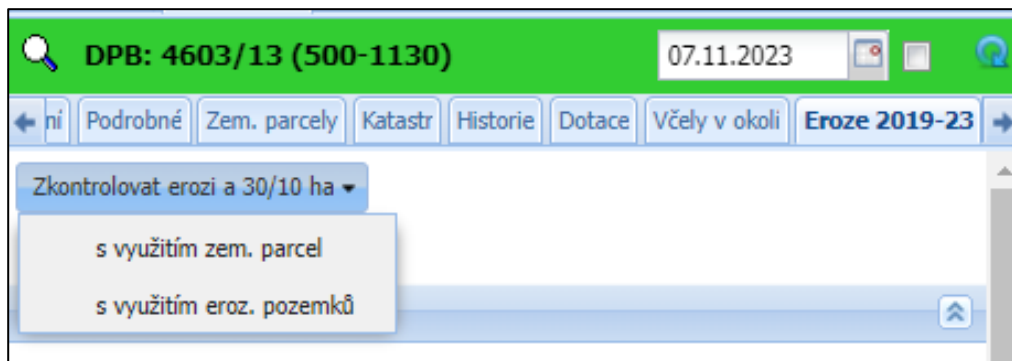 DPB: 4603/13 (500-1130) 07.11.2023
ní Podrobné Zem. parcely Katastr Historie Dotace Včely v okoli Eroze 2019-23
Zkontrolovat erozi a 30/10 ha
s využitím zem. parcel
s využitím eroz. pozemků